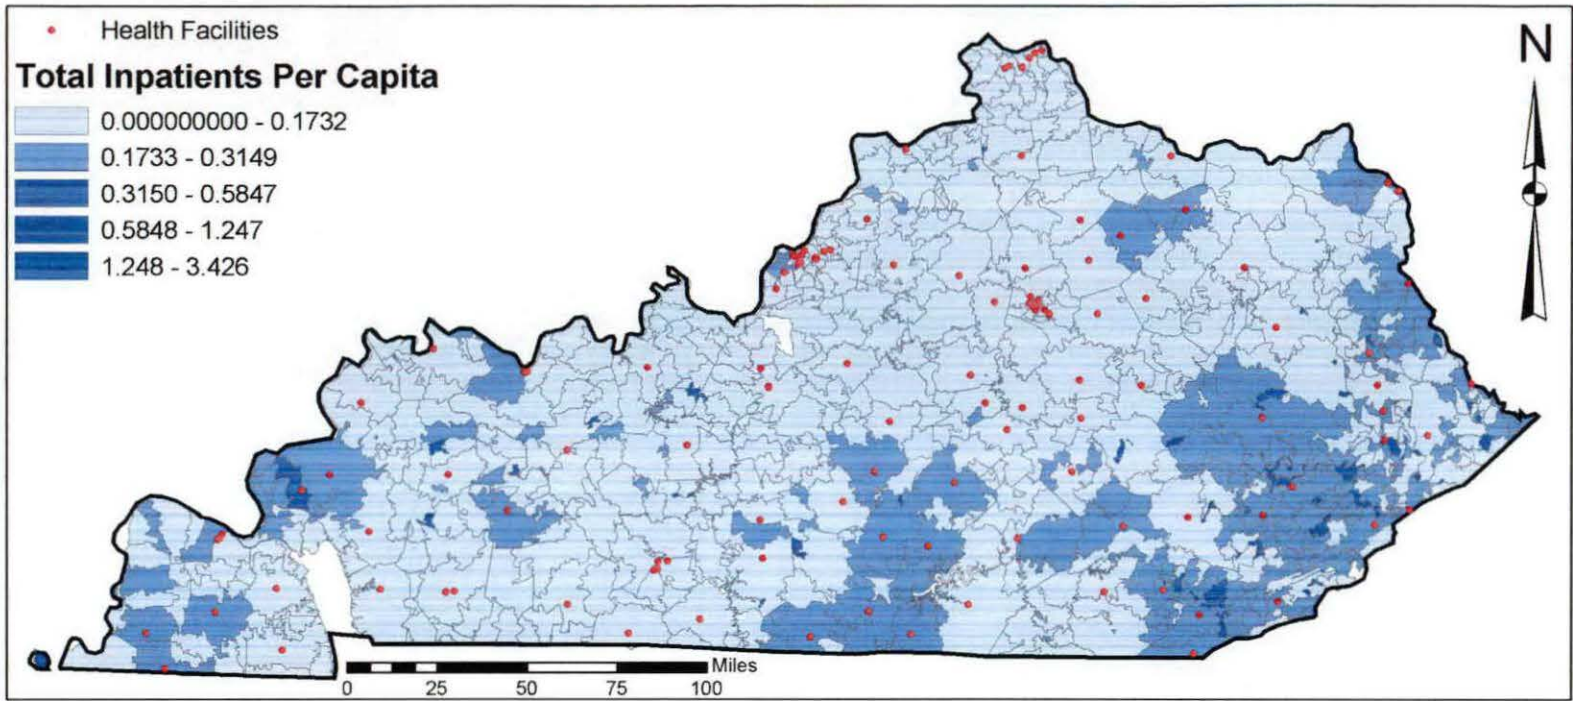 Health Facilities
Total Inpatients Per Capita
0.000000000 - 0.1732
0.1733 - 0.3149
0.3150 - 0.5847
0.5848 - 1.247
1.248 - 3.426
N
Miles
0 25 50 75 100